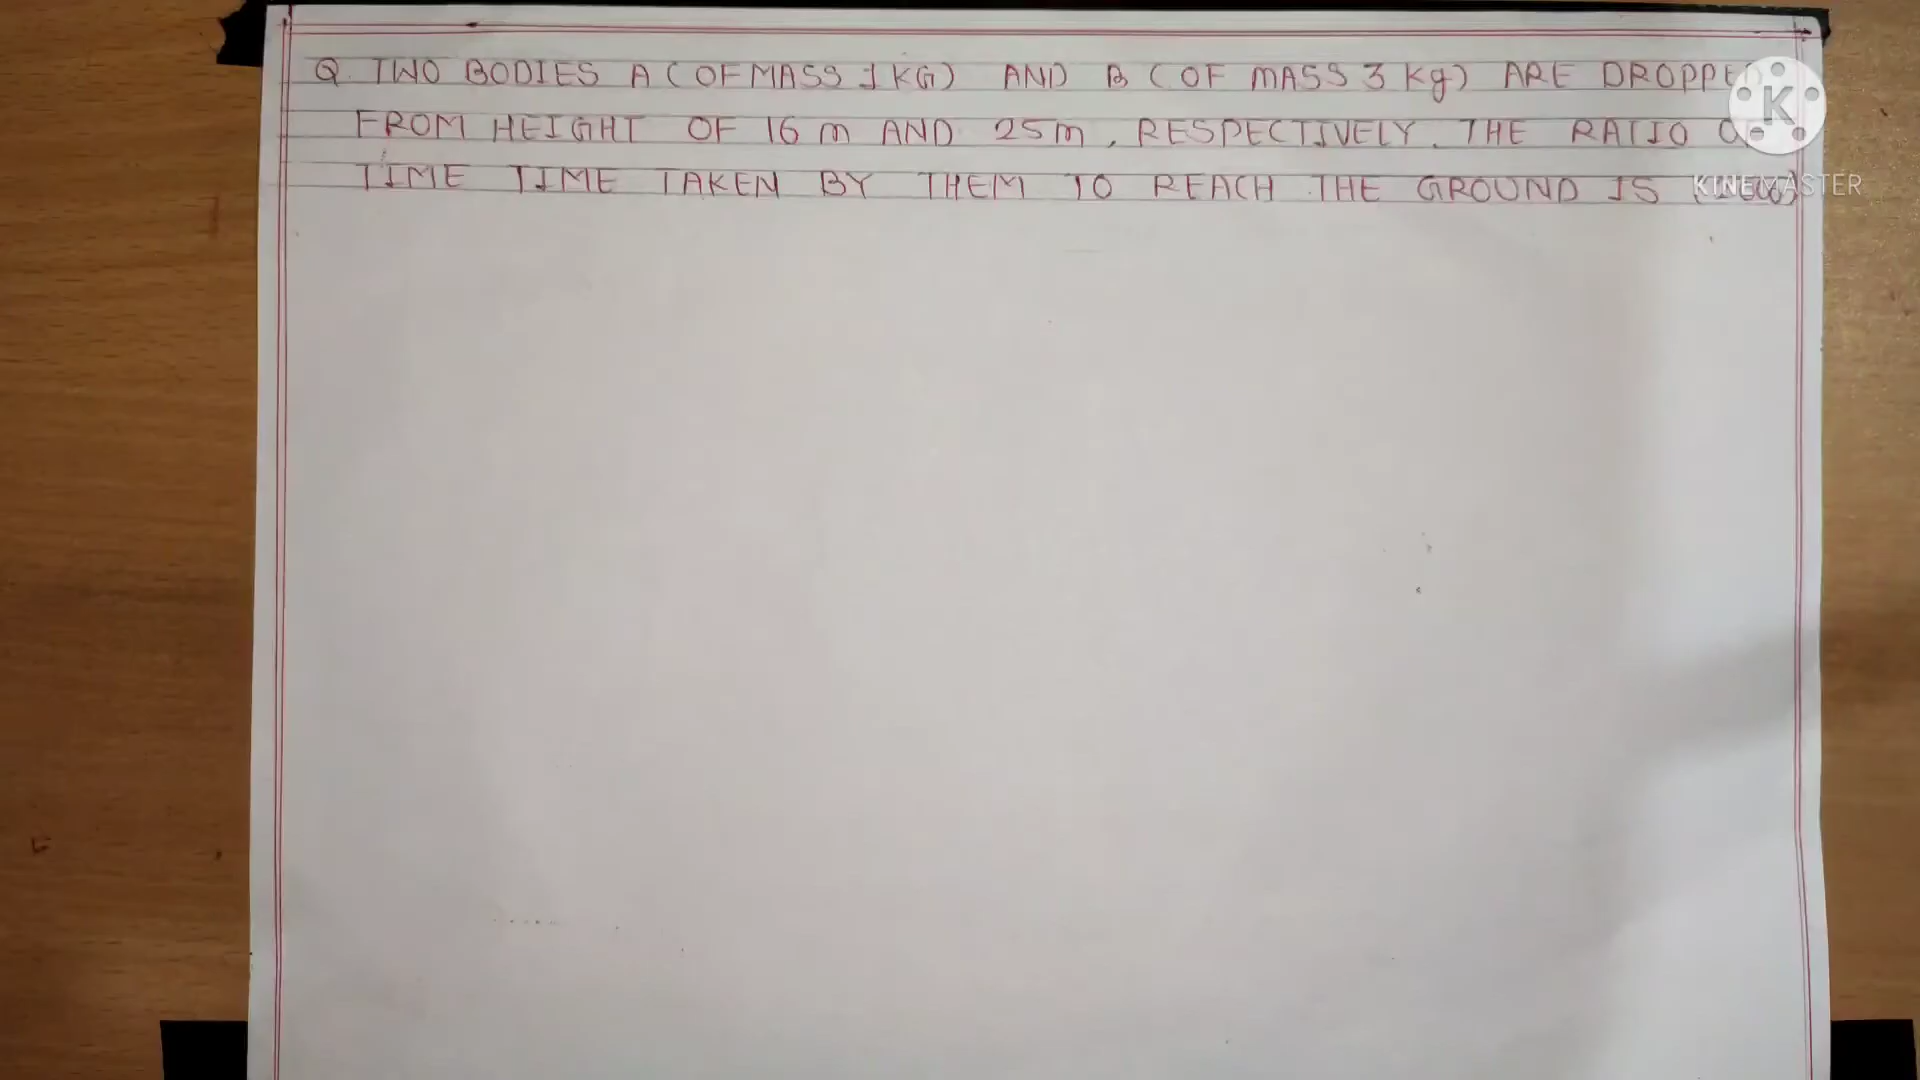 Q. TWO BODIES A (OF MASS 1 KG) AND B (OF MASS 3 Kg) ARE
FROM HEIGHT OF 16 m AND 25m, RESPECTIVELY. THE RATIO
TIME TIME TAKEN BY THEM TO REACH THE GROUND IS
K
KINEMASTER